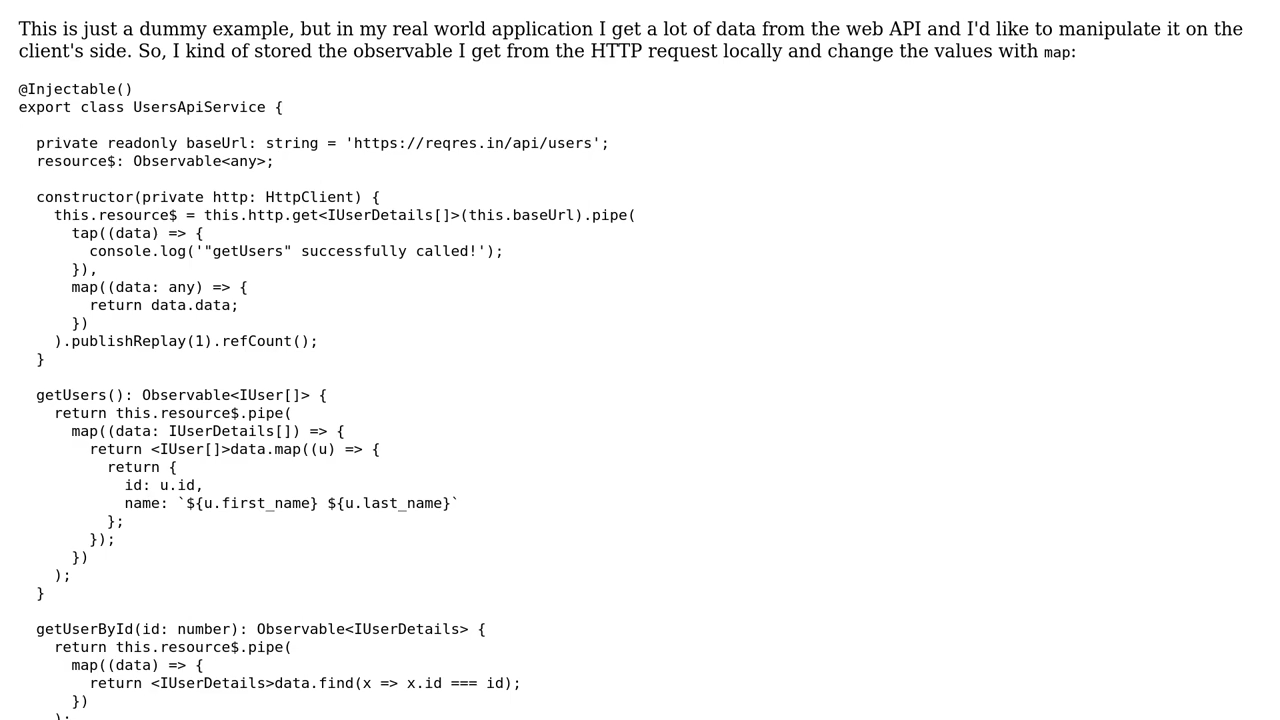 This is just a dummy example, but in my real world application I get a lot of data from the web API and I'd like to manipulate it on the
client's side. So, I kind of stored the observable I get from the HTTP request locally and change the values with map:
@Injectable()
export class UsersApiService {
  private readonly baseUrl: string = 'https://reqres.in/api/users';
  resource$: Observable<any>;
  constructor(private http: HttpClient) {
    this.resource$ = this.http.get<IUserDetails[]>(this.baseUrl).pipe(
      tap((data) => {
        console.log('"getUsers" successfully called!');
      }),
      map((data: any) => {
        return data.data;
      })
    ).publishReplay(1).refCount();
  }
  getUsers(): Observable<IUser[]> {
    return this.resource$.pipe(
      map((data: IUserDetails[]) => {
        return <IUser[]>data.map((u) => {
          return {
            id: u.id,
            name: `${u.first_name} ${u.last_name}`
          };
        });
      })
    );
  }
  getUserById(id: number): Observable<IUserDetails> {
    return this.resource$.pipe(
      map((data) => {
        return <IUserDetails>data.find(x => x.id === id);
      })
    );